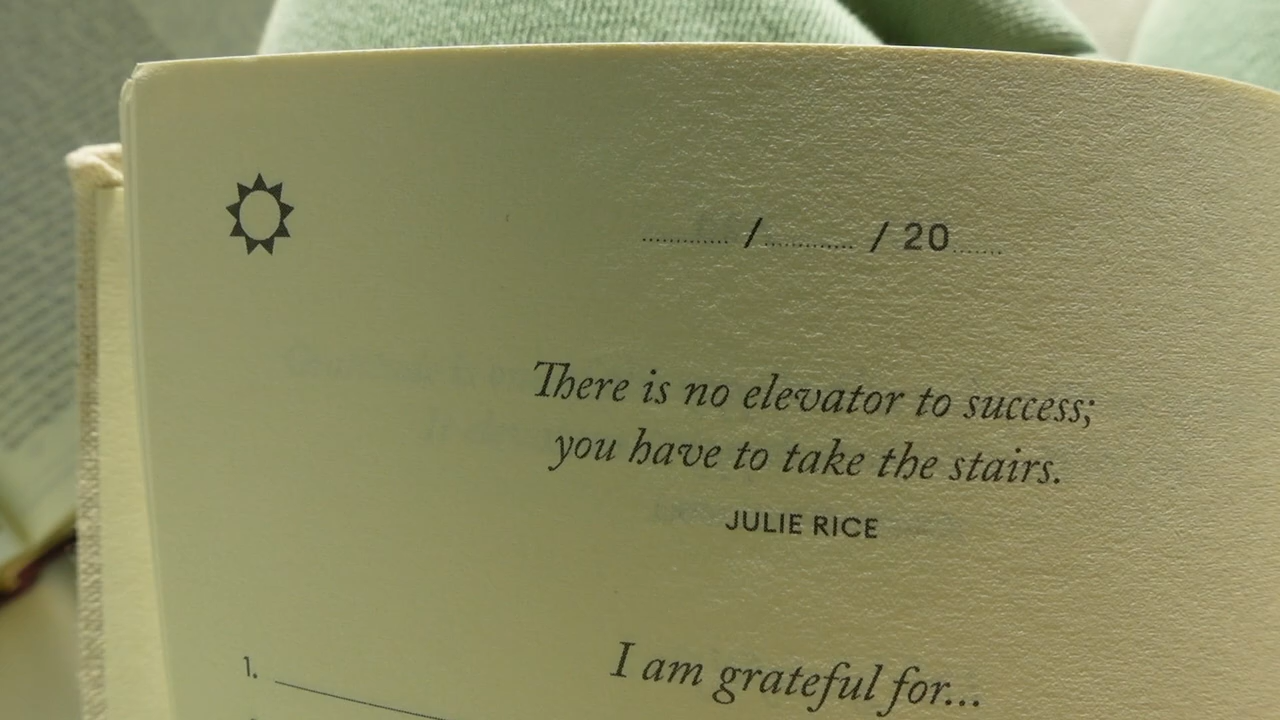 / / 20
There is no elevator to success;
you have to take the stairs.
JULIE RICE
I am grateful for...
1.